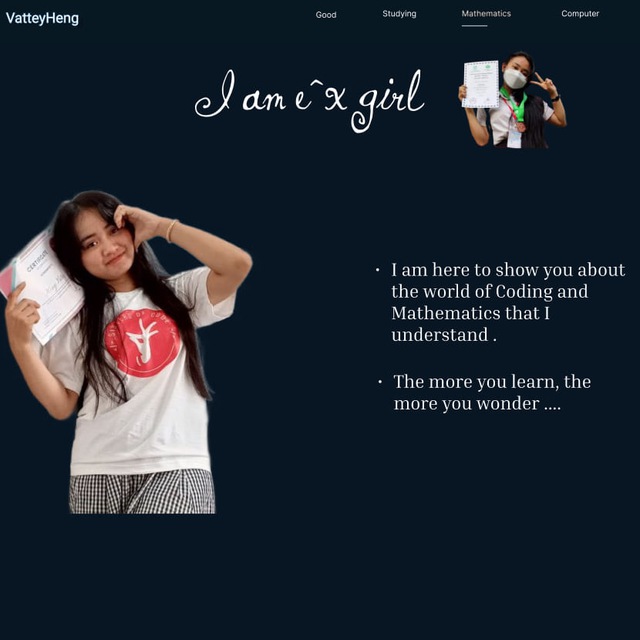 VatteyHeng
Good Studying Mathematics Computer
I am e^x girl
CERTIFICATE
• I am here to show you about
the world of Coding and
Mathematics that I
understand .
• The more you learn, the
more you wonder ....